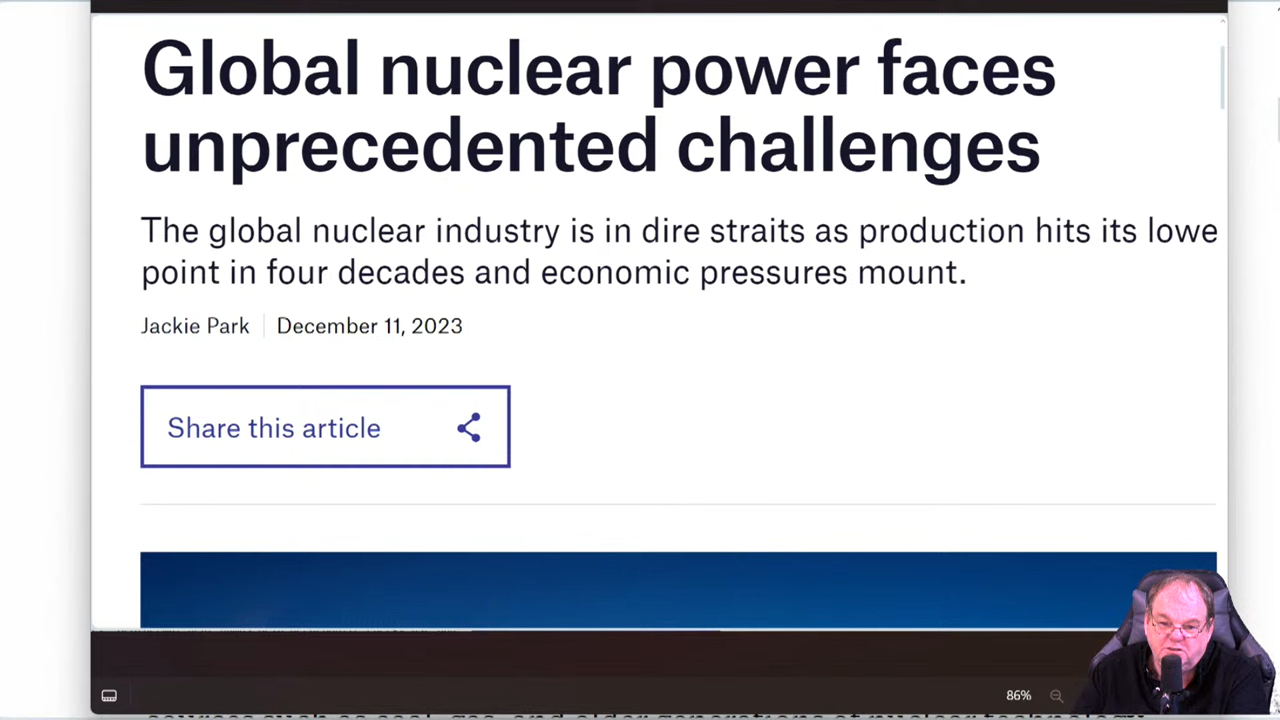 Global nuclear power faces
unprecedented challenges
The global nuclear industry is in dire straits as production hits its lowe
point in four decades and economic pressures mount.
Jackie Park
December 11, 2023
Share this article
86%